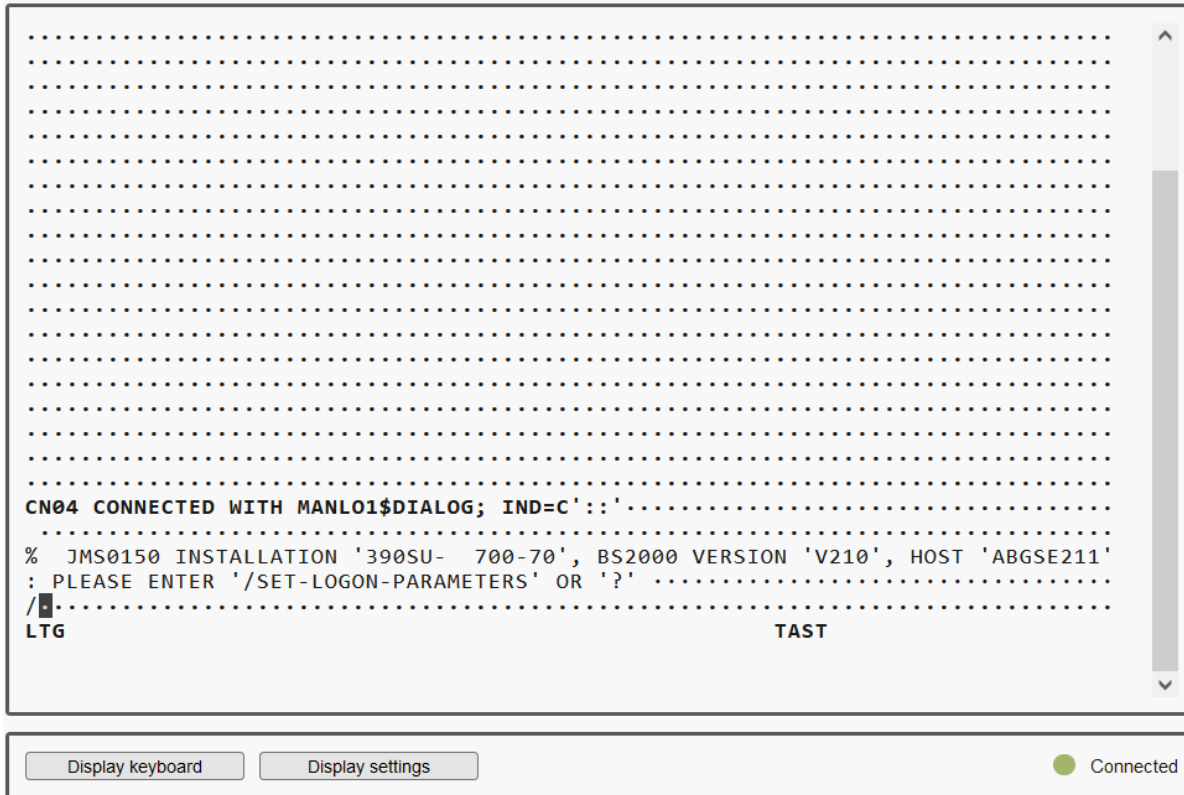 CN04 CONNECTED WITH MANLO1$DIALOG; IND=C'::'
% JMS0150 INSTALLATION '390SU- 700-70', BS2000 VERSION 'V210', HOST 'ABGSE211'
: PLEASE ENTER '/SET-LOGON-PARAMETERS' OR '?'
/
LTG TAST
Display keyboard Display settings Connected